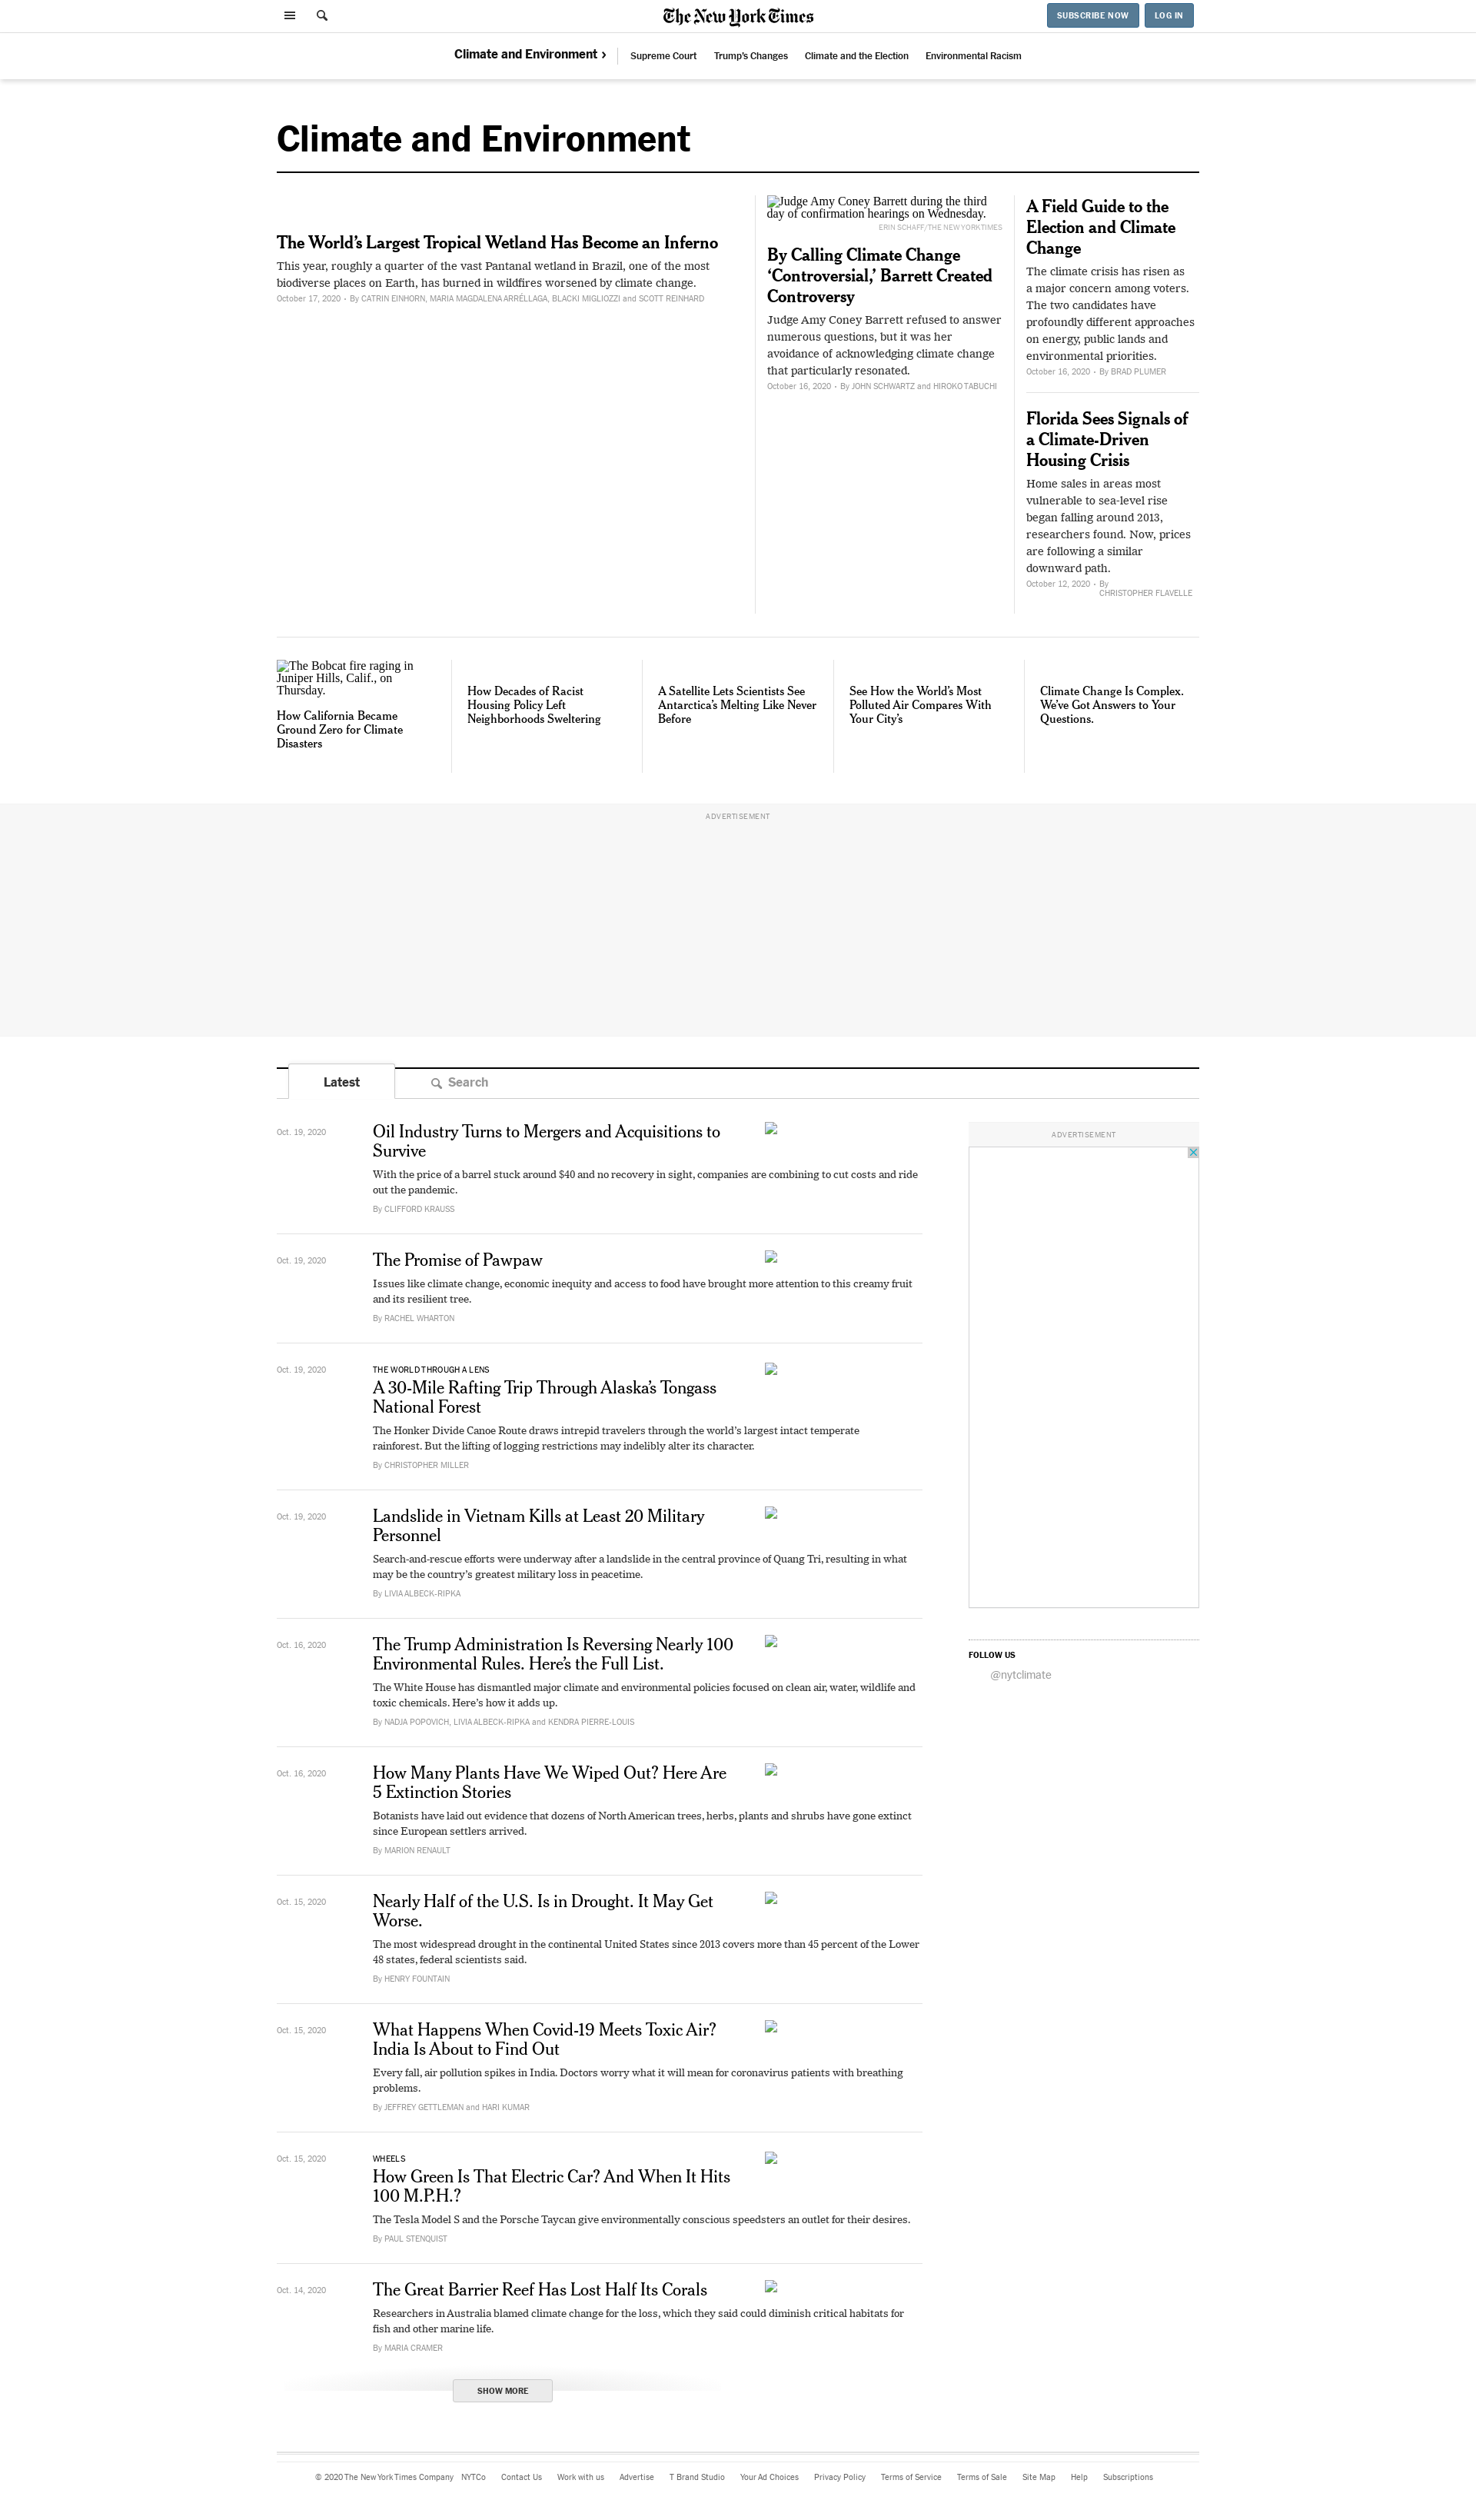 The New York Times
SUBSCRIBE NOW
LOG IN
Climate and Environment ›
Supreme Court
Trump's Changes
Climate and the Election
Environmental Racism
Climate and Environment
The World's Largest Tropical Wetland Has Become an Inferno
This year, roughly a quarter of the vast Pantanal wetland in Brazil, one of the most
biodiverse places on Earth, has burned in wildfires worsened by climate change.
October 17, 2020 • By CATRIN EINHORN, MARIA MAGDALENA ARRÉLLAGA, BLACKI MIGLIOZZI and SCOTT REINHARD
Judge Amy Coney Barrett during the third
day of confirmation hearings on Wednesday.
ERIN SCHAFF/THE NEW YORK TIMES
By Calling Climate Change
‘Controversial,’ Barrett Created
Controversy
Judge Amy Coney Barrett refused to answer
numerous questions, but it was her
avoidance of acknowledging climate change
that particularly resonated.
October 16, 2020 • By JOHN SCHWARTZ and HIROKO TABUCHI
A Field Guide to the
Election and Climate
Change
The climate crisis has risen as
a major concern among voters.
The two candidates have
profoundly different approaches
on energy, public lands and
environmental priorities.
October 16, 2020 • By BRAD PLUMER
Florida Sees Signals of
a Climate-Driven
Housing Crisis
Home sales in areas most
vulnerable to sea-level rise
began falling around 2013,
researchers found. Now, prices
are following a similar
downward path.
October 12, 2020 • By
CHRISTOPHER FLAVELLE
The Bobcat fire raging in
Juniper Hills, Calif., on
Thursday.
How California Became
Ground Zero for Climate
Disasters
How Decades of Racist
Housing Policy Left
Neighborhoods Sweltering
A Satellite Lets Scientists See
Antarctica’s Melting Like Never
Before
See How the World’s Most
Polluted Air Compares With
Your City’s
Climate Change Is Complex.
We’ve Got Answers to Your
Questions.
ADVERTISEMENT
Latest
Search
Oct. 19, 2020
Oil Industry Turns to Mergers and Acquisitions to
Survive
With the price of a barrel stuck around $40 and no recovery in sight, companies are combining to cut costs and ride
out the pandemic.
By CLIFFORD KRAUSS
Oct. 19, 2020
The Promise of Pawpaw
Issues like climate change, economic inequity and access to food have brought more attention to this creamy fruit
and its resilient tree.
By RACHEL WHARTON
Oct. 19, 2020
THE WORLD THROUGH A LENS
A 30-Mile Rafting Trip Through Alaska’s Tongass
National Forest
The Honker Divide Canoe Route draws intrepid travelers through the world’s largest intact temperate
rainforest. But the lifting of logging restrictions may indelibly alter its character.
By CHRISTOPHER MILLER
Oct. 19, 2020
Landslide in Vietnam Kills at Least 20 Military
Personnel
Search-and-rescue efforts were underway after a landslide in the central province of Quang Tri, resulting in what
may be the country’s greatest military loss in peacetime.
By LIVIA ALBECK-RIPKA
Oct. 16, 2020
The Trump Administration Is Reversing Nearly 100
Environmental Rules. Here’s the Full List.
The White House has dismantled major climate and environmental policies focused on clean air, water, wildlife and
toxic chemicals. Here’s how it adds up.
By NADJA POPOVICH, LIVIA ALBECK-RIPKA and KENDRA PIERRE-LOUIS
Oct. 16, 2020
How Many Plants Have We Wiped Out? Here Are
5 Extinction Stories
Botanists have laid out evidence that dozens of North American trees, herbs, plants and shrubs have gone extinct
since European settlers arrived.
By MARION RENAULT
Oct. 15, 2020
Nearly Half of the U.S. Is in Drought. It May Get
Worse.
The most widespread drought in the continental United States since 2013 covers more than 45 percent of the Lower
48 states, federal scientists said.
By HENRY FOUNTAIN
Oct. 15, 2020
What Happens When Covid-19 Meets Toxic Air?
India Is About to Find Out
Every fall, air pollution spikes in India. Doctors worry what it will mean for coronavirus patients with breathing
problems.
By JEFFREY GETTLEMAN and HARI KUMAR
Oct. 15, 2020
WHEELS
How Green Is That Electric Car? And When It Hits
100 M.P.H.?
The Tesla Model S and the Porsche Taycan give environmentally conscious speedsters an outlet for their desires.
By PAUL STENQUIST
Oct. 14, 2020
The Great Barrier Reef Has Lost Half Its Corals
Researchers in Australia blamed climate change for the loss, which they said could diminish critical habitats for
fish and other marine life.
By MARIA CRAMER
SHOW MORE
ADVERTISEMENT
FOLLOW US
@nytclimate
© 2020 The New York Times Company
NYTCo
Contact Us
Work with us
Advertise
T Brand Studio
Your Ad Choices
Privacy Policy
Terms of Service
Terms of Sale
Site Map
Help
Subscriptions